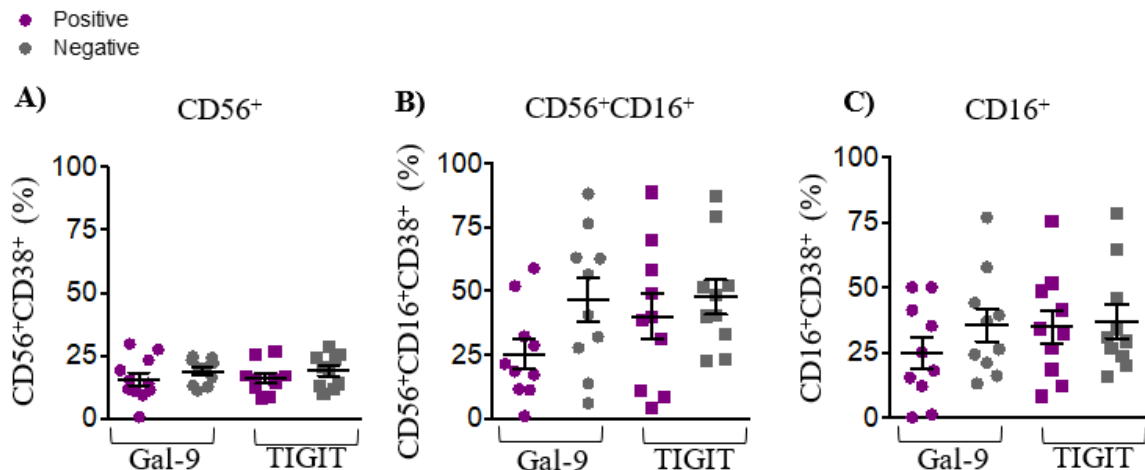 Positive
Negative
A)
CD56⁺
CD56⁺CD38⁺ (%)
100
75
50
25
0
Gal-9
TIGIT
B)
CD56⁺CD16⁺
CD56⁺CD16⁺CD38⁺ (%)
100
75
50
25
0
Gal-9
TIGIT
C)
CD16⁺
CD16⁺CD38⁺ (%)
100
75
50
25
0
Gal-9
TIGIT